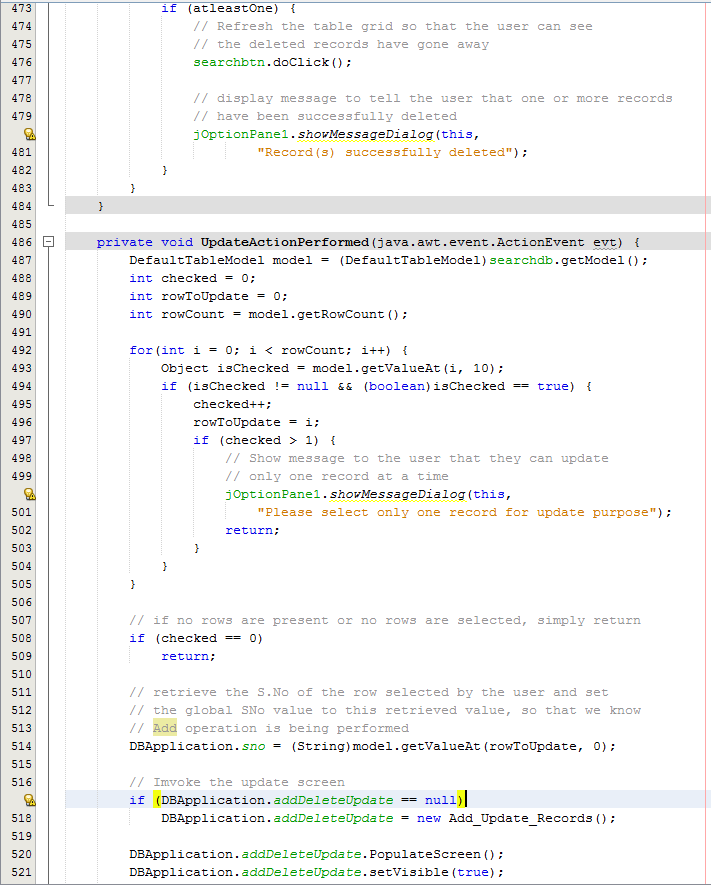 473 if (atleastOne) {
474 // Refresh the table grid so that the user can see
475 // the deleted records have gone away
476 searchbtn.doClick();
477
478 // display message to tell the user that one or more records
479 // have been successfully deleted
jOptionPane1.showMessageDialog(this,
481 "Record(s) successfully deleted");
482 }
483 }
484 }
485
486 private void UpdateActionPerformed(java.awt.event.ActionEvent evt) {
487 DefaultTableModel model = (DefaultTableModel)searchdb.getModel();
488 int checked = 0;
489 int rowToUpdate = 0;
490 int rowCount = model.getRowCount();
491
492 for(int i = 0; i < rowCount; i++) {
493 Object isChecked = model.getValueAt(i, 10);
494 if (isChecked != null && (boolean)isChecked == true) {
495 checked++;
496 rowToUpdate = i;
497 if (checked > 1) {
498 // Show message to the user that they can update
499 // only one record at a time
jOptionPane1.showMessageDialog(this,
501 "Please select only one record for update purpose");
502 return;
503 }
504 }
505 }
506
507 // if no rows are present or no rows are selected, simply return
508 if (checked == 0)
509 return;
510
511 // retrieve the S.No of the row selected by the user and set
512 // the global SNo value to this retrieved value, so that we know
513 // Add operation is being performed
514 DBApplication.sno = (String)model.getValueAt(rowToUpdate, 0);
515
516 // Imvoke the update screen
if (DBApplication.addDeleteUpdate == null)
518 DBApplication.addDeleteUpdate = new Add_Update_Records();
519
520 DBApplication.addDeleteUpdate.PopulateScreen();
521 DBApplication.addDeleteUpdate.setVisible(true);